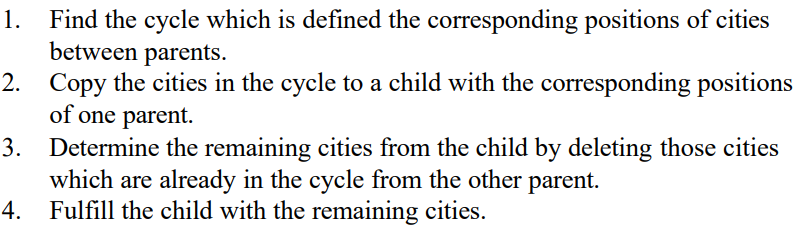 1. Find the cycle which is defined the corresponding positions of cities
between parents.
2. Copy the cities in the cycle to a child with the corresponding positions
of one parent.
3. Determine the remaining cities from the child by deleting those cities
which are already in the cycle from the other parent.
4. Fulfill the child with the remaining cities.